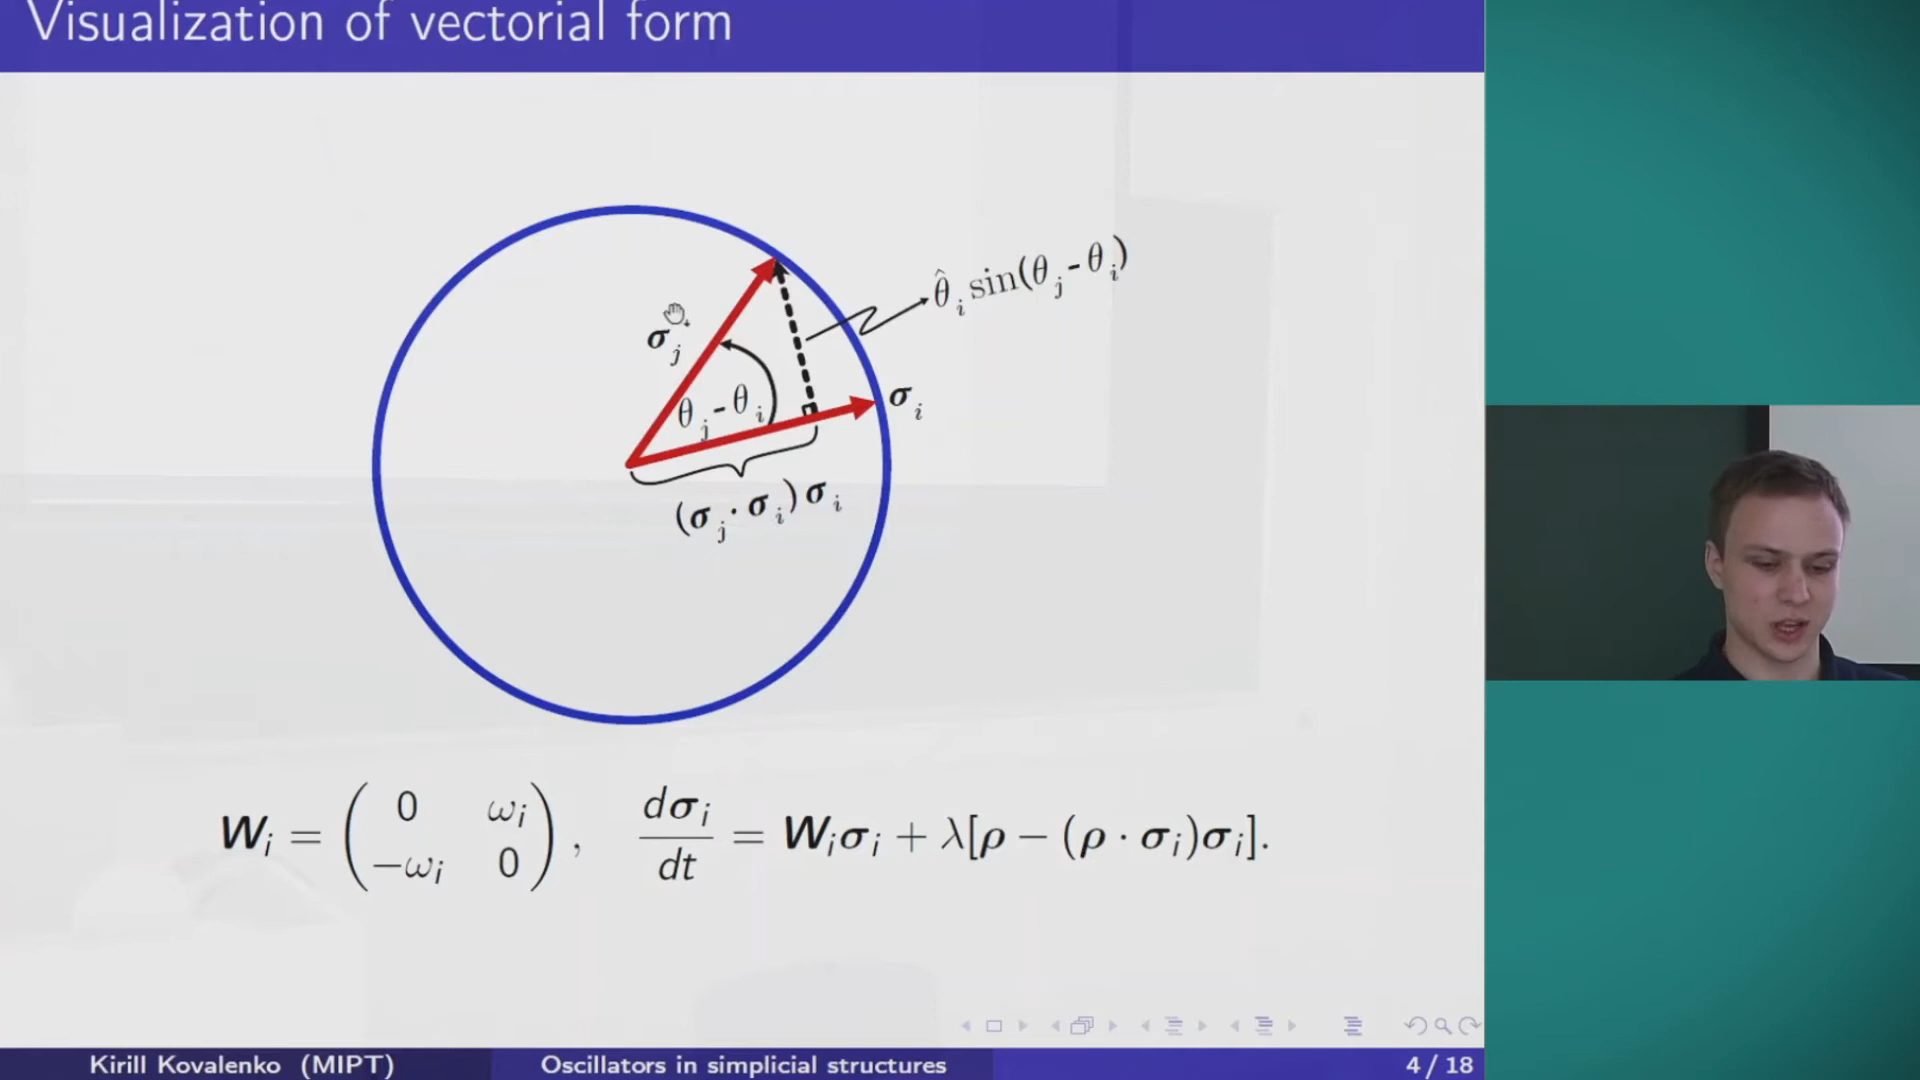 Visualization of vectorial form
θ̂ᵢ sin(θⱼ - θᵢ)
σⱼ
θⱼ - θᵢ
σᵢ
(σⱼ · σᵢ) σᵢ
Wᵢ = ( 0 ωᵢ ; −ωᵢ 0 ), dσᵢ/dt = Wᵢσᵢ + λ[ρ − (ρ · σᵢ)σᵢ].
Kirill Kovalenko (MIPT) Oscillators in simplicial structures 4 / 18